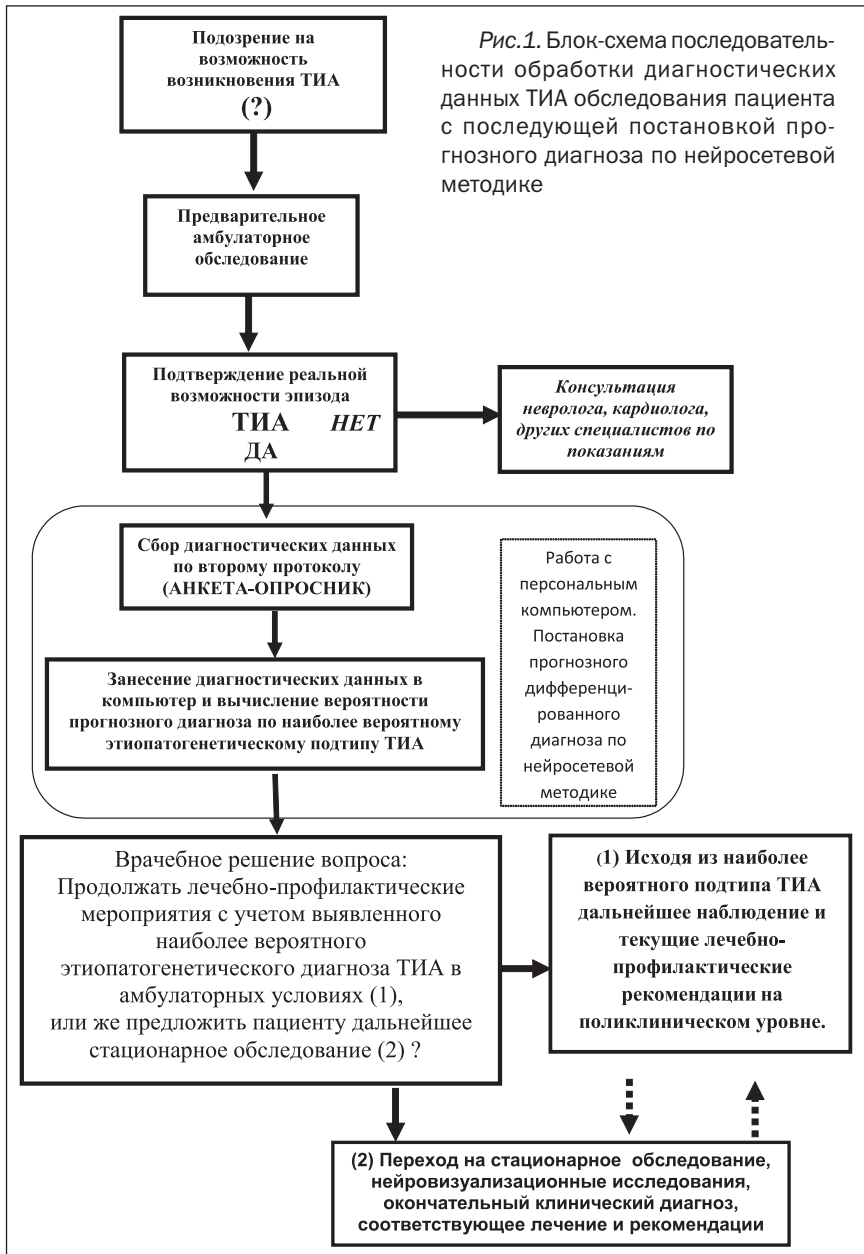 Подозрение на
возможность
возникновения ТИА
(?)
Рис.1. Блок-схема последователь-
ности обработки диагностических
данных ТИА обследования пациента
с последующей постановкой про-
гнозного диагноза по нейросетевой
методике
Предварительное
амбулаторное
обследование
Подтверждение реальной
возможности эпизода
ТИА НЕТ
ДА
Консультация
невролога, кардиолога,
других специалистов по
показаниям
Сбор диагностических данных
по второму протоколу
(АНКЕТА-ОПРОСНИК)
Занесение диагностических данных в
компьютер и вычисление вероятности
прогнозного диагноза по наиболее вероятному
этиопатогенетическому подтипу ТИА
Работа с
персональным
компьютером.
Постановка
прогнозного
дифференци-
рованного
диагноза по
нейросетевой
методике
Врачебное решение вопроса:
Продолжать лечебно-профилактические
мероприятия с учетом выявленного
наиболее вероятного
этиопатогенетического диагноза ТИА в
амбулаторных условиях (1),
или же предложить пациенту дальнейшее
стационарное обследование (2) ?
(1) Исходя из наиболее
вероятного подтипа ТИА
дальнейшее наблюдение и
текущие лечебно-
профилактические
рекомендации на
поликлиническом уровне.
(2) Переход на стационарное обследование,
нейровизуализационные исследования,
окончательный клинический диагноз,
соответствующее лечение и рекомендации